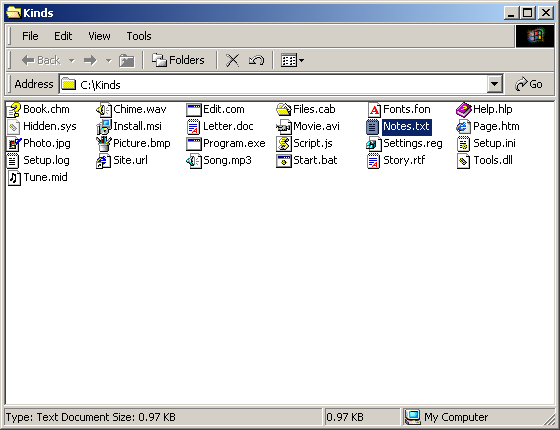 Kinds
File Edit View Tools
Back Folders
Address C:\Kinds Go
Book.chm Chime.wav Edit.com Files.cab Fonts.fon Help.hlp
Hidden.sys Install.msi Letter.doc Movie.avi Notes.txt Page.htm
Photo.jpg Picture.bmp Program.exe Script.js Settings.reg Setup.ini
Setup.log Site.url Song.mp3 Start.bat Story.rtf Tools.dll
Tune.mid
Type: Text Document Size: 0.97 KB 0.97 KB My Computer